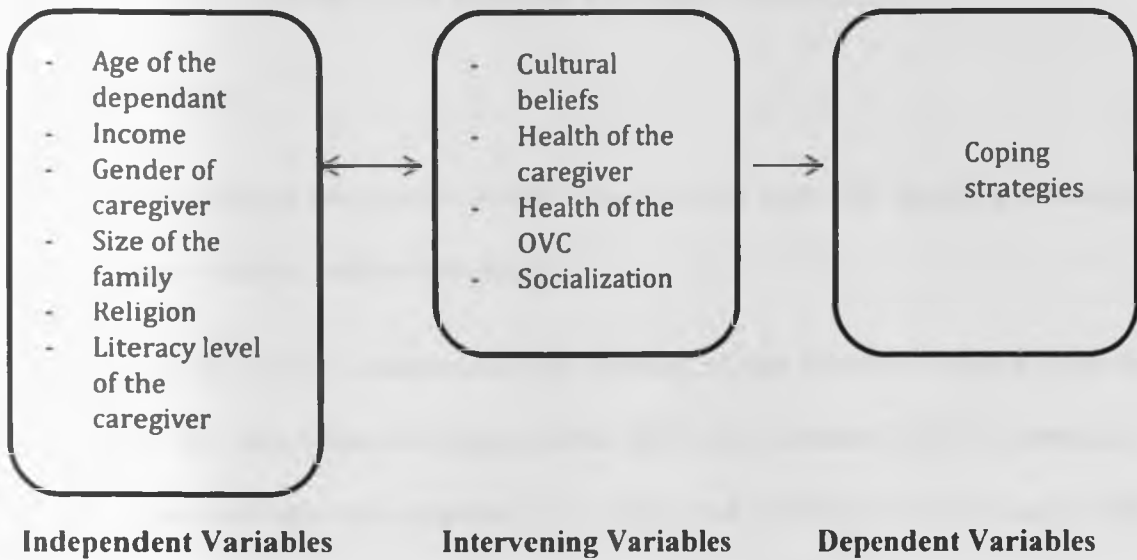 - Age of the
dependant
- Income
- Gender of
caregiver
- Size of the
family
- Religion
- Literacy level
of the
caregiver
- Cultural
beliefs
- Health of the
caregiver
- Health of the
OVC
- Socialization
Coping
strategies
Independent Variables
Intervening Variables
Dependent Variables